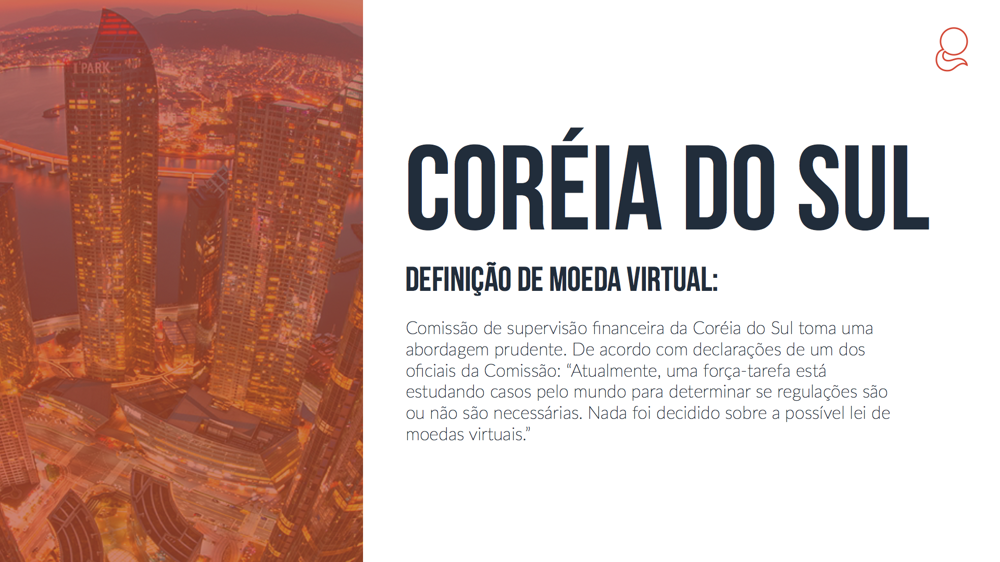 I'PARK
CORÉIA DO SUL
DEFINIÇÃO DE MOEDA VIRTUAL:
Comissão de supervisão financeira da Coréia do Sul toma uma
abordagem prudente. De acordo com declarações de um dos
oficiais da Comissão: “Atualmente, uma força-tarefa está
estudando casos pelo mundo para determinar se regulações são
ou não são necessárias. Nada foi decidido sobre a possível lei de
moedas virtuais.”